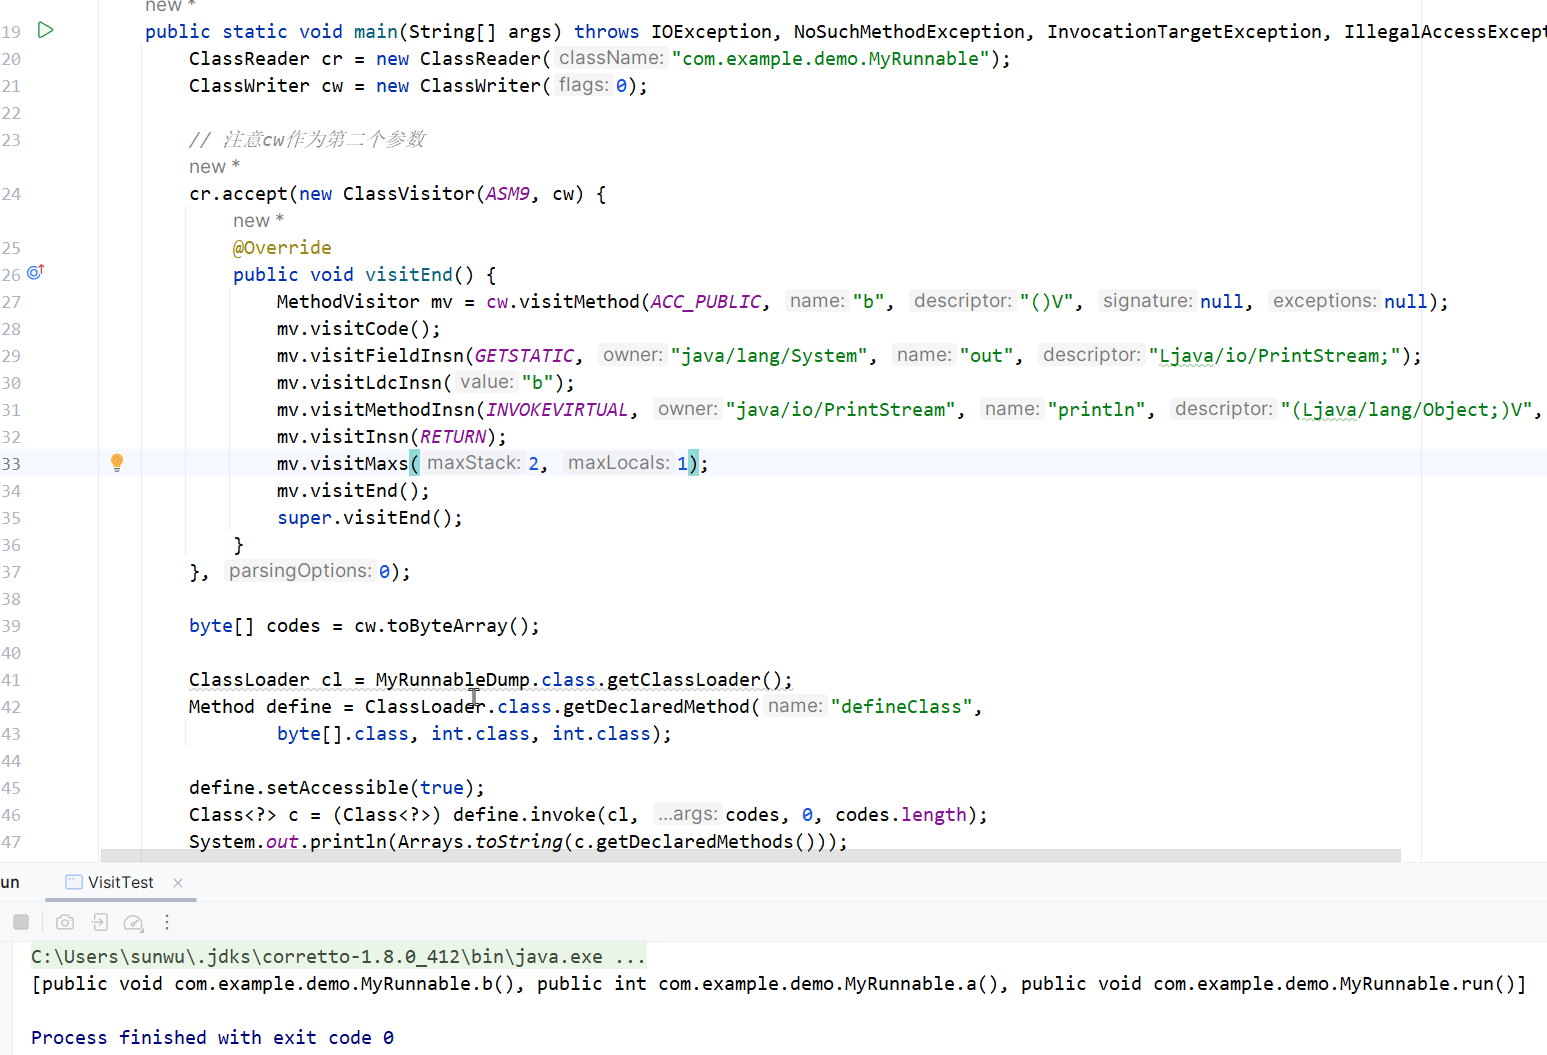 new *
19 public static void main(String[] args) throws IOException, NoSuchMethodException, InvocationTargetException, IllegalAccessExcept
20 ClassReader cr = new ClassReader( className: "com.example.demo.MyRunnable");
21 ClassWriter cw = new ClassWriter( flags: 0);
22
23 // 注意cw作为第二个参数
new *
24 cr.accept(new ClassVisitor(ASM9, cw) {
new *
25 @Override
26 public void visitEnd() {
27 MethodVisitor mv = cw.visitMethod(ACC_PUBLIC, name: "b", descriptor: "()V", signature: null, exceptions: null);
28 mv.visitCode();
29 mv.visitFieldInsn(GETSTATIC, owner: "java/lang/System", name: "out", descriptor: "Ljava/io/PrintStream;");
30 mv.visitLdcInsn( value: "b");
31 mv.visitMethodInsn(INVOKEVIRTUAL, owner: "java/io/PrintStream", name: "println", descriptor: "(Ljava/lang/Object;)V",
32 mv.visitInsn(RETURN);
33 mv.visitMaxs( maxStack: 2, maxLocals: 1);
34 mv.visitEnd();
35 super.visitEnd();
36 }
37 }, parsingOptions: 0);
38
39 byte[] codes = cw.toByteArray();
40
41 ClassLoader cl = MyRunnableDump.class.getClassLoader();
42 Method define = ClassLoader.class.getDeclaredMethod( name: "defineClass",
43 byte[].class, int.class, int.class);
44
45 define.setAccessible(true);
46 Class<?> c = (Class<?>) define.invoke(cl, ...args: codes, 0, codes.length);
47 System.out.println(Arrays.toString(c.getDeclaredMethods()));
un VisitTest
C:\Users\sunwu\.jdks\corretto-1.8.0_412\bin\java.exe ...
[public void com.example.demo.MyRunnable.b(), public int com.example.demo.MyRunnable.a(), public void com.example.demo.MyRunnable.run()]
Process finished with exit code 0